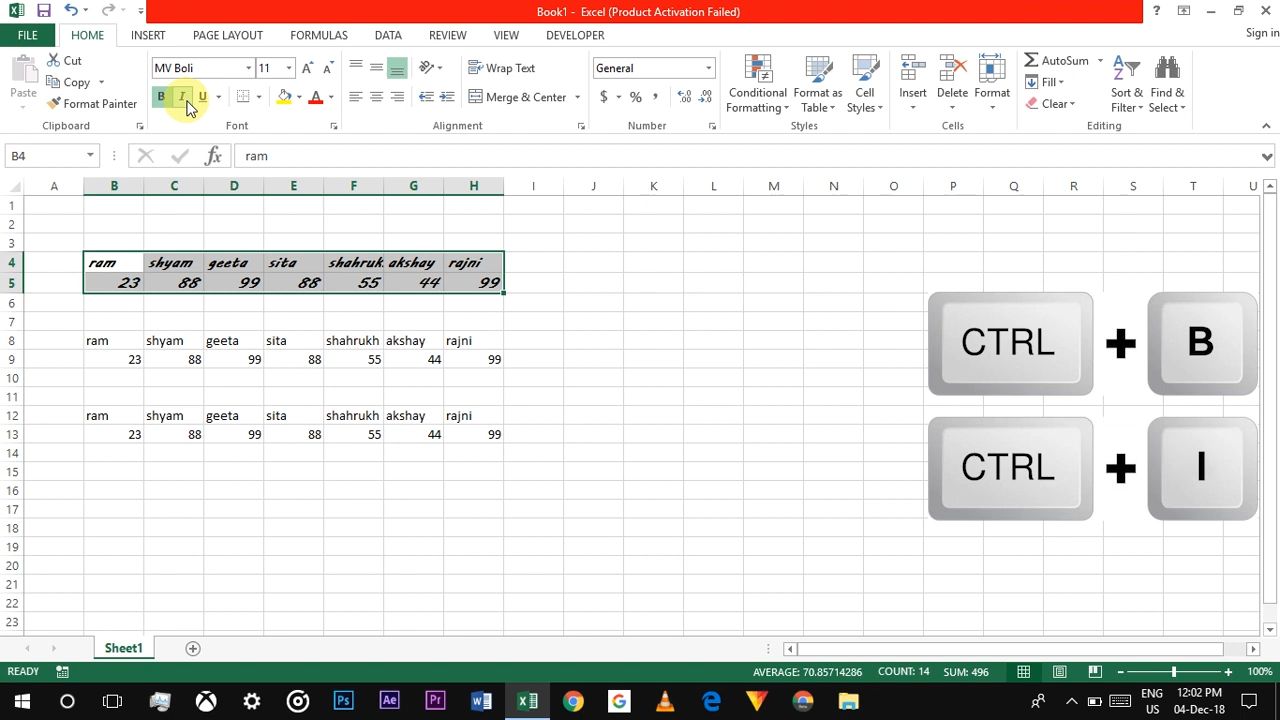 Book1 - Excel (Product Activation Failed)
?
FILE HOME INSERT PAGE LAYOUT FORMULAS DATA REVIEW VIEW DEVELOPER Sign in
Paste
Cut
Copy
Format Painter
Clipboard
MV Boli 11
B I U
Font
Wrap Text
Merge & Center
Alignment
General
$ % ,
Number
Conditional Formatting
Format as Table
Cell Styles
Styles
Insert
Delete
Format
Cells
AutoSum
Fill
Clear
Sort & Filter
Find & Select
Editing
B4 fx ram
A B C D E F G H I J K L M N O P Q R S T U
1
2
3
4 ram shyam geeta sita shahruk akshay rajni
5 23 88 99 88 55 44 99
6
7
8 ram shyam geeta sita shahrukh akshay rajni
9 23 88 99 88 55 44 99
10
11
12 ram shyam geeta sita shahrukh akshay rajni
13 23 88 99 88 55 44 99
14
15
16
17
18
19
20
21
22
23
CTRL + B
CTRL + I
Sheet1
READY AVERAGE: 70.85714286 COUNT: 14 SUM: 496 100%
Ps Ae Pr
ENG US
12:02 PM
04-Dec-18